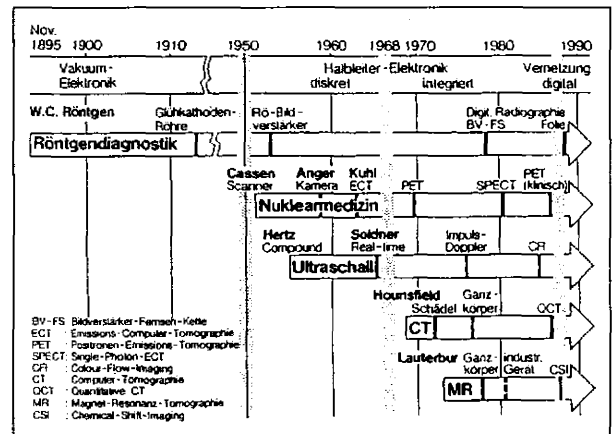 Nov.
1895 1900 1910 1950 1960 1968 1970 1980 1990
Vakuum- Halbleiter-Elektronik Vernetzung
Elektronik diskret integriert digital
W.C. Röntgen Glühkathoden- Rö-Bild- Digit. Radiographie
Röhre verstärker BV-FS Folie
Röntgendiagnostik
Cassen Anger Kuhl PET
Scanner Kamera ECT PET SPECT (klinisch)
Nuklearmedizin
Hertz Soldner Impuls-
Compound Real-time Doppler CFI
Ultraschall
Hounsfield Ganz-
Schädel körper QCT
CT
Lauterbur Ganz- industr.
körper Gerät CSI
MR
BV-FS : Bildverstärker-Fernseh-Kette
ECT : Emissions-Computer-Tomographie
PET : Positronen-Emissions-Tomographie
SPECT : Single-Photon-ECT
CFI : Colour-Flow-Imaging
CT : Computer-Tomographie
QCT : Quantitative CT
MR : Magnet-Resonanz-Tomographie
CSI : Chemical-Shift-Imaging